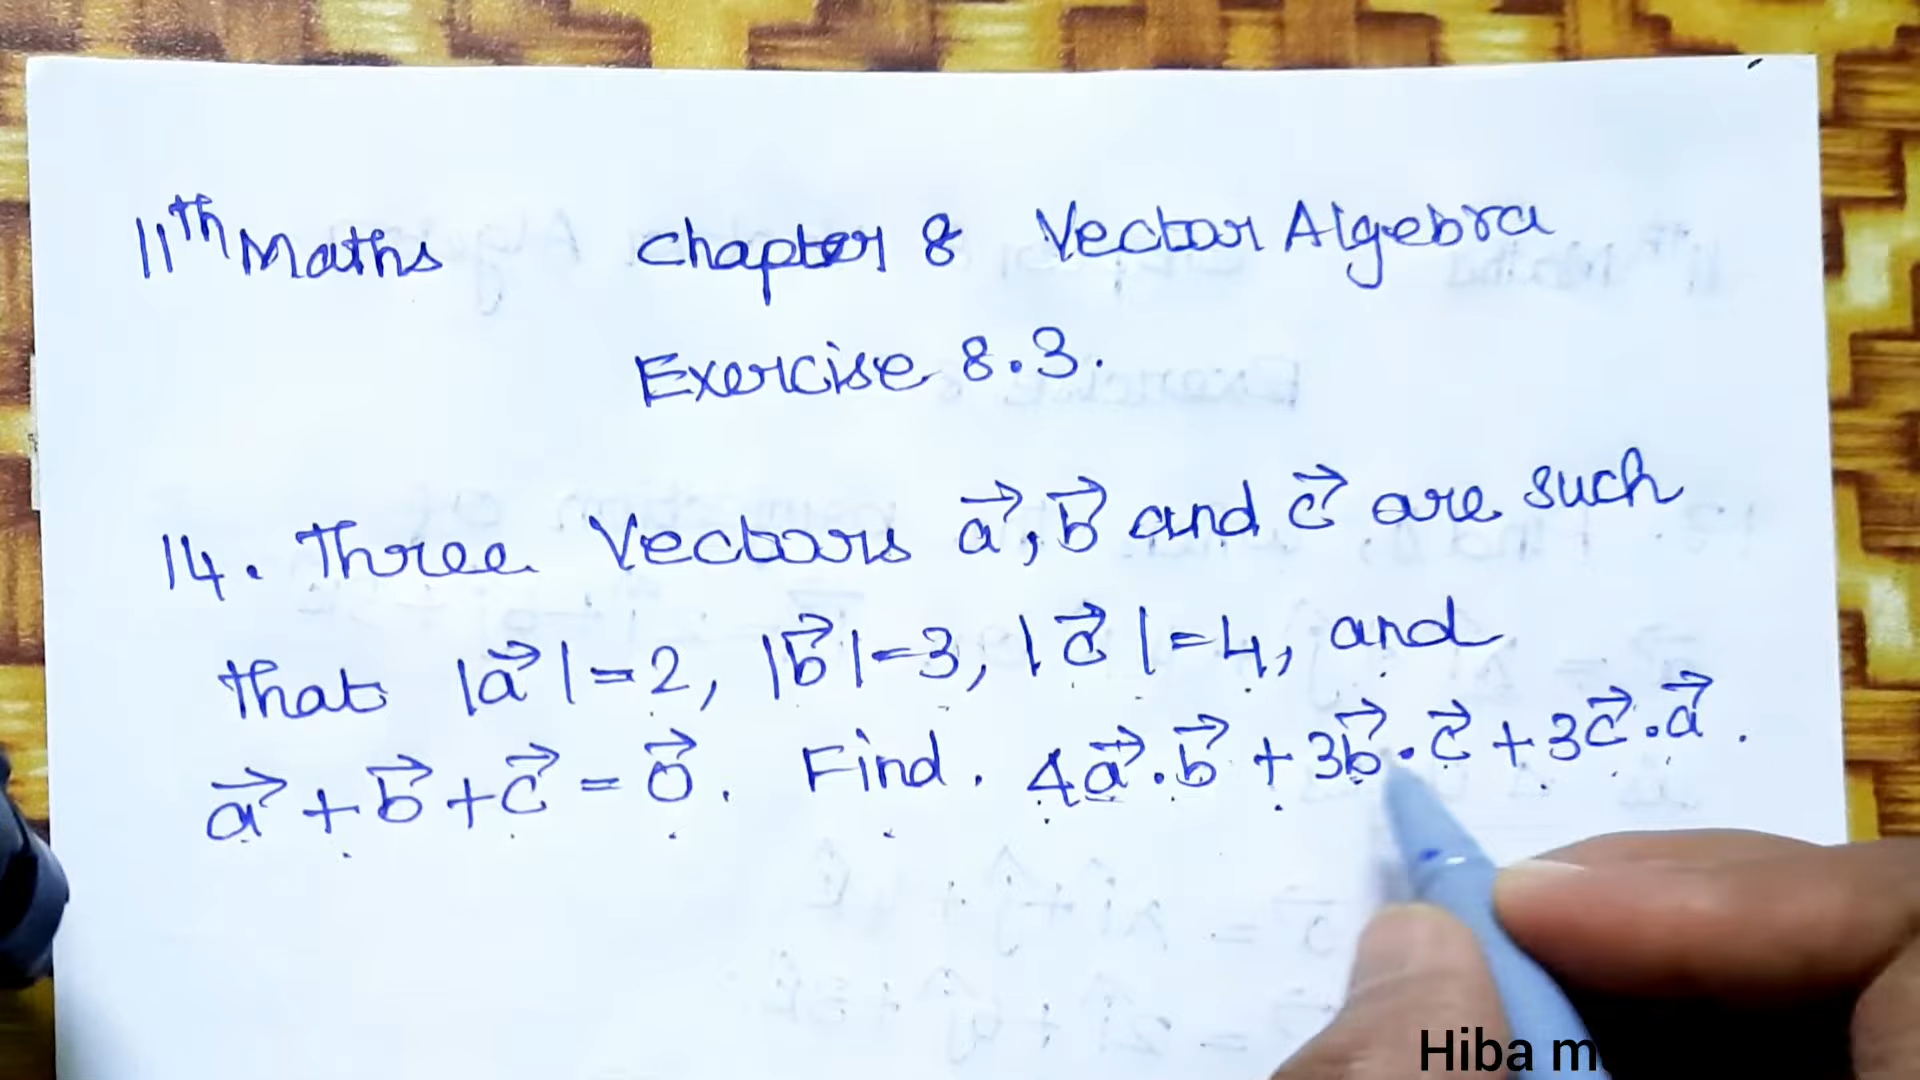 11th Maths Chapter 8 Vector Algebra
Exercise 8.3.
14. Three Vectors a⃗, b⃗ and c⃗ are such
that |a⃗| = 2, |b⃗| = 3, |c⃗| = 4, and
a⃗ + b⃗ + c⃗ = 0⃗. Find. 4a⃗.b⃗ + 3b⃗.c⃗ + 3c⃗.a⃗.
Hiba